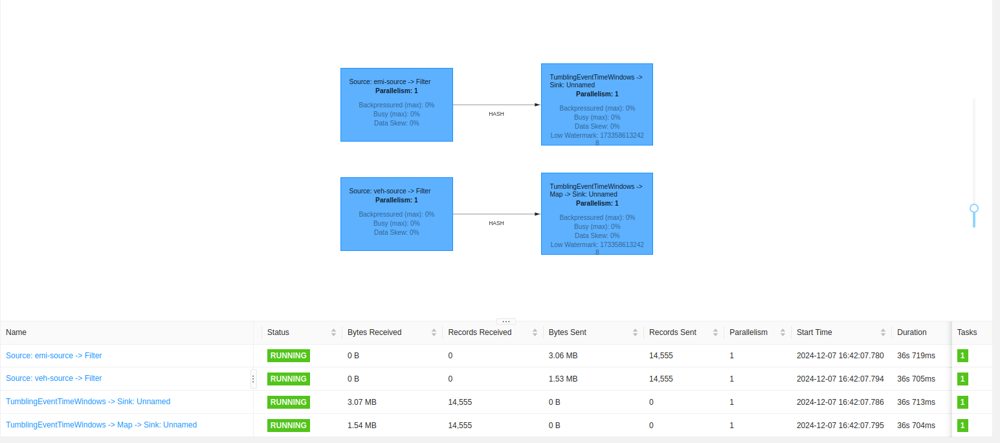 Source: emi-source -> Filter
Parallelism: 1
Backpressured (max): 0%
Busy (max): 0%
Data Skew: 0%
HASH
TumblingEventTimeWindows ->
Sink: Unnamed
Parallelism: 1
Backpressured (max): 0%
Busy (max): 0%
Data Skew: 0%
Low Watermark: 173358613242
8
Source: veh-source -> Filter
Parallelism: 1
Backpressured (max): 0%
Busy (max): 0%
Data Skew: 0%
HASH
TumblingEventTimeWindows ->
Map -> Sink: Unnamed
Parallelism: 1
Backpressured (max): 0%
Busy (max): 0%
Data Skew: 0%
Low Watermark: 173358613242
8
Name Status Bytes Received Records Received Bytes Sent Records Sent Parallelism Start Time Duration Tasks
Source: emi-source -> Filter RUNNING 0 B 0 3.06 MB 14,555 1 2024-12-07 16:42:07.780 36s 719ms 1
Source: veh-source -> Filter RUNNING 0 B 0 1.53 MB 14,555 1 2024-12-07 16:42:07.794 36s 705ms 1
TumblingEventTimeWindows -> Sink: Unnamed RUNNING 3.07 MB 14,555 0 B 0 1 2024-12-07 16:42:07.786 36s 713ms 1
TumblingEventTimeWindows -> Map -> Sink: Unnamed RUNNING 1.54 MB 14,555 0 B 0 1 2024-12-07 16:42:07.795 36s 704ms 1